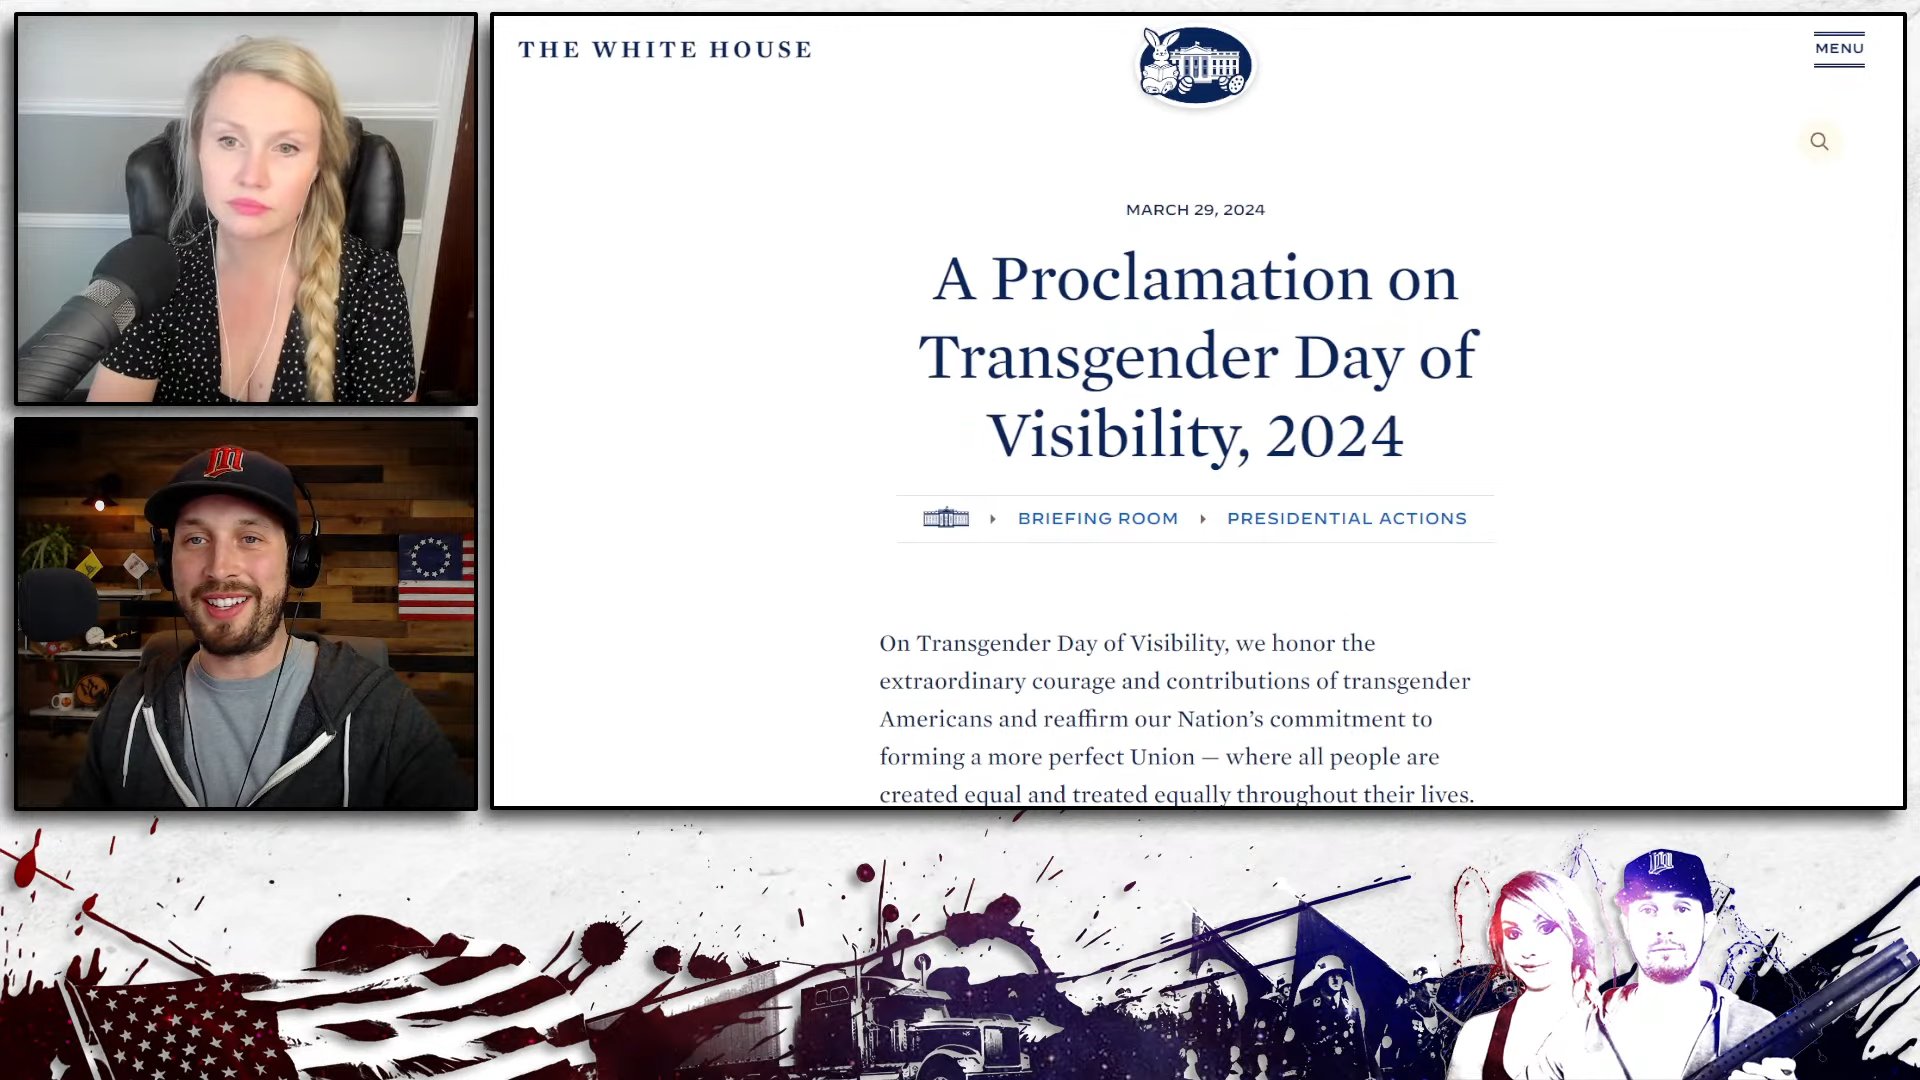 THE WHITE HOUSE
MENU
MARCH 29, 2024
A Proclamation on
Transgender Day of
Visibility, 2024
BRIEFING ROOM
PRESIDENTIAL ACTIONS
On Transgender Day of Visibility, we honor the
extraordinary courage and contributions of transgender
Americans and reaffirm our Nation’s commitment to
forming a more perfect Union — where all people are
created equal and treated equally throughout their lives.